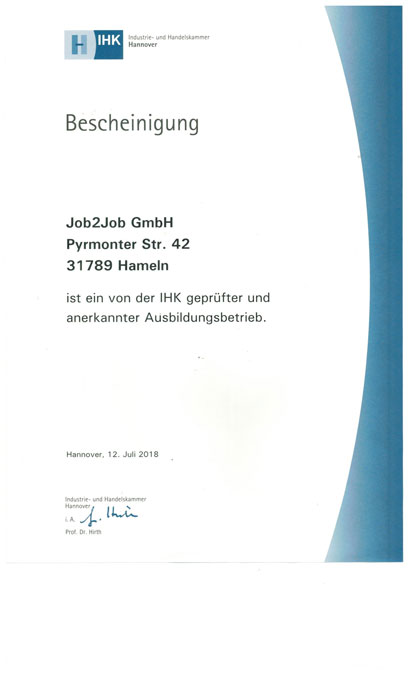 IHK
Industrie- und Handelskammer
Hannover
Bescheinigung
Job2Job GmbH
Pyrmonter Str. 42
31789 Hameln
ist ein von der IHK geprüfter und
anerkannter Ausbildungsbetrieb.
Hannover, 12. Juli 2018
Industrie- und Handelskammer
Hannover
i. A.
Prof. Dr. Hirth